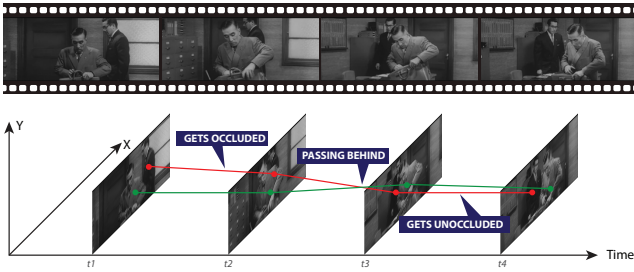 Y
X
GETS OCCLUDED
PASSING BEHIND
GETS UNOCCLUDED
Time
t1
t2
t3
t4